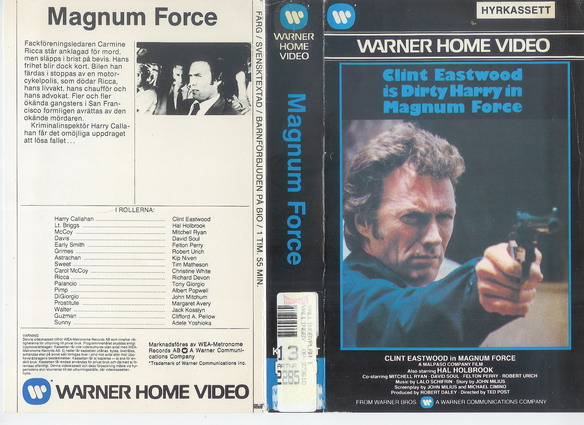 Magnum Force
Fackföreningsledaren Carmine
Ricca står anklagad för mord,
men släpps i brist på bevis. Hans
frihet blir dock kort. Bilen han
färdas i stoppas av en motor-
cykelpolis, som dödar Ricca,
hans livvakt, hans chaufför och
hans advokat. Fler och fler
ökända gangsters i San Fran-
cisco formligen avrättas av den
okände mördaren.
Kriminalinspektör Harry Calla-
han får det omöjliga uppdraget
att lösa fallet...
I ROLLERNA:
Harry Callahan Clint Eastwood
Lt. Briggs Hal Holbrook
McCoy Mitchell Ryan
Davis David Soul
Early Smith Felton Perry
Grimes Robert Urich
Astrachan Kip Niven
Sweet Tim Matheson
Carol McCoy Christine White
Ricca Richard Devon
Palancio Tony Giorgio
Pimp Albert Popwell
DiGiorgio John Mitchum
Prostitute Margaret Avery
Walter Jack Kosslyn
Guzman Clifford A. Pellow
Sunny Adele Yoshioka
WARNING
Marknadsföres av WEA-Metronome
Records AB A Warner Communi-
cations Company
*Trademark of Warner Communications Inc.
WARNER HOME VIDEO
FÄRG / SVENSKTEXTAD / BARNFÖRBJUDEN PÅ BIO / 1 TIM. 55 MIN.
WARNER
HOME
VIDEO
Magnum Force
13
HYRKASSETT
WARNER HOME VIDEO
Clint Eastwood
is Dirty Harry in
Magnum Force
CLINT EASTWOOD in MAGNUM FORCE
A MALPASO COMPANY FILM
Also starring HAL HOLBROOK
Co-starring MITCHELL RYAN · DAVID SOUL · FELTON PERRY · ROBERT URICH
Music by LALO SCHIFRIN · Story by JOHN MILIUS
Screenplay by JOHN MILIUS and MICHAEL CIMINO
Produced by ROBERT DALEY · Directed by TED POST
FROM WARNER BROS. A WARNER COMMUNICATIONS COMPANY